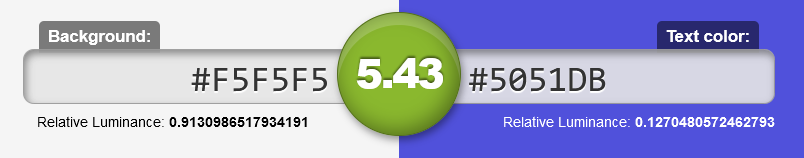 Background: Text color:
#F5F5F5 5.43 #5051DB
Relative Luminance: 0.9130986517934191 Relative Luminance: 0.1270480572462793